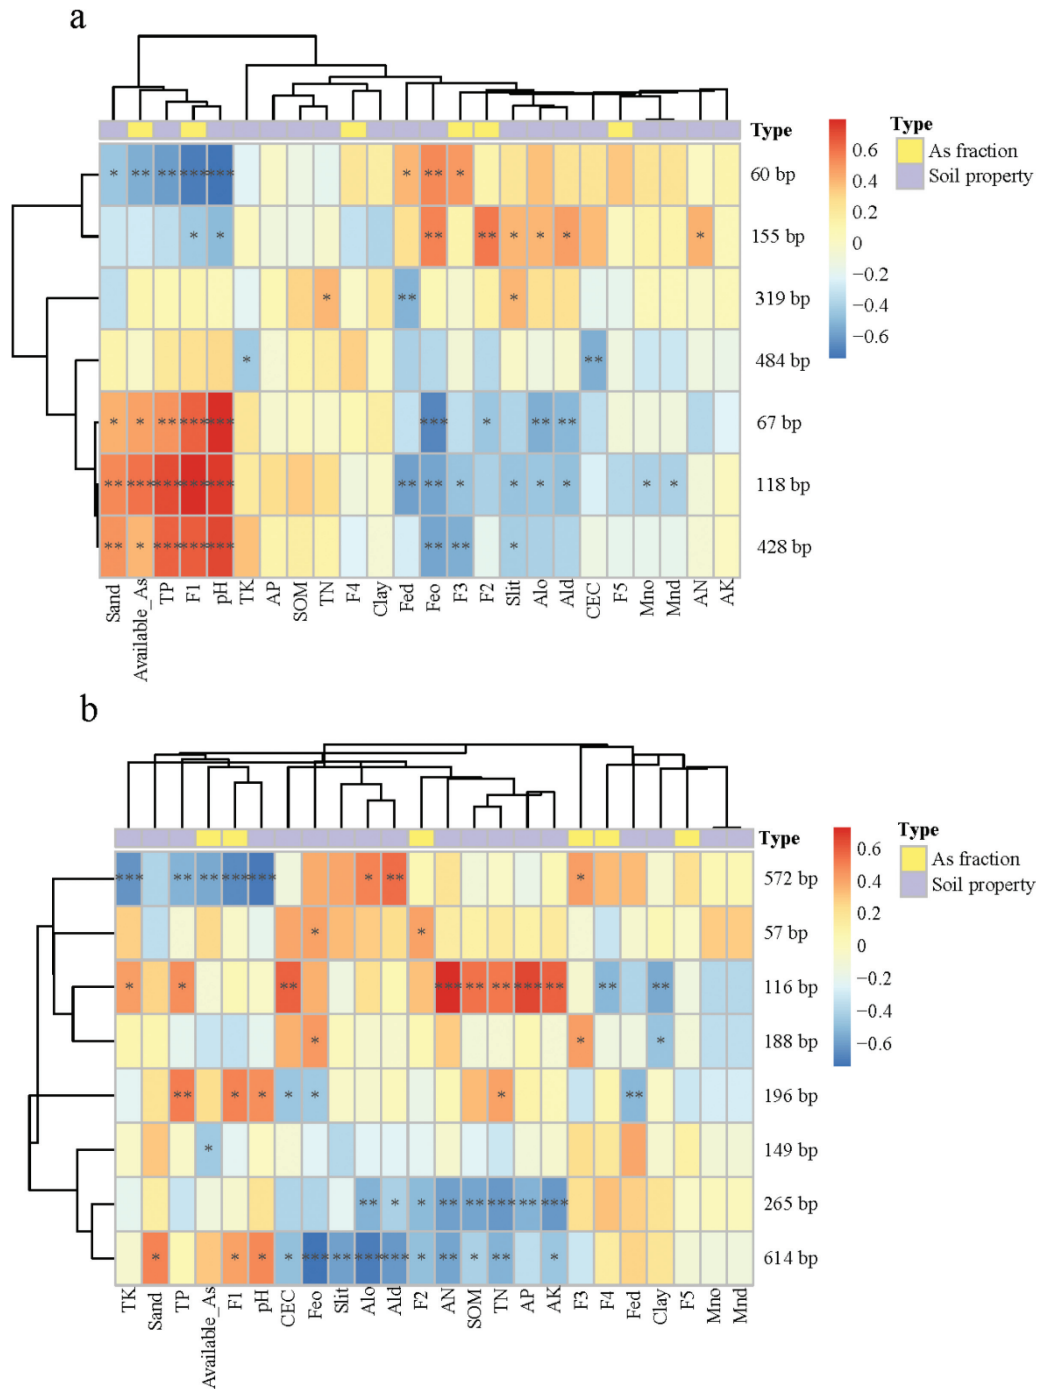 a
Type
Type
As fraction
Soil property
0.6
0.4
0.2
0
−0.2
−0.4
−0.6
* ** ** *** *** * ** * 60 bp
* * ** ** * * * * 155 bp
* ** * 319 bp
* ** 484 bp
* * ** *** *** *** * ** ** 67 bp
** *** *** *** *** ** ** * * * * * * 118 bp
** * *** *** *** ** ** * 428 bp
Sand Available_As TP F1 pH TK AP SOM TN F4 Clay Fed Feo F3 F2 Slit Alo Ald CEC F5 Mno Mnd AN AK
b
Type
Type
As fraction
Soil property
0.6
0.4
0.2
0
−0.2
−0.4
−0.6
*** ** ** *** *** * ** * 572 bp
* * 57 bp
* * ** *** ** ** *** ** ** ** 116 bp
* * * 188 bp
** * * * * * ** 196 bp
* 149 bp
** * * ** ** *** ** *** 265 bp
* * * * *** ** *** *** * ** * ** * 614 bp
TK Sand TP Available_As F1 pH CEC Feo Slit Alo Ald F2 AN SOM TN AP AK F3 F4 Fed Clay F5 Mno Mnd